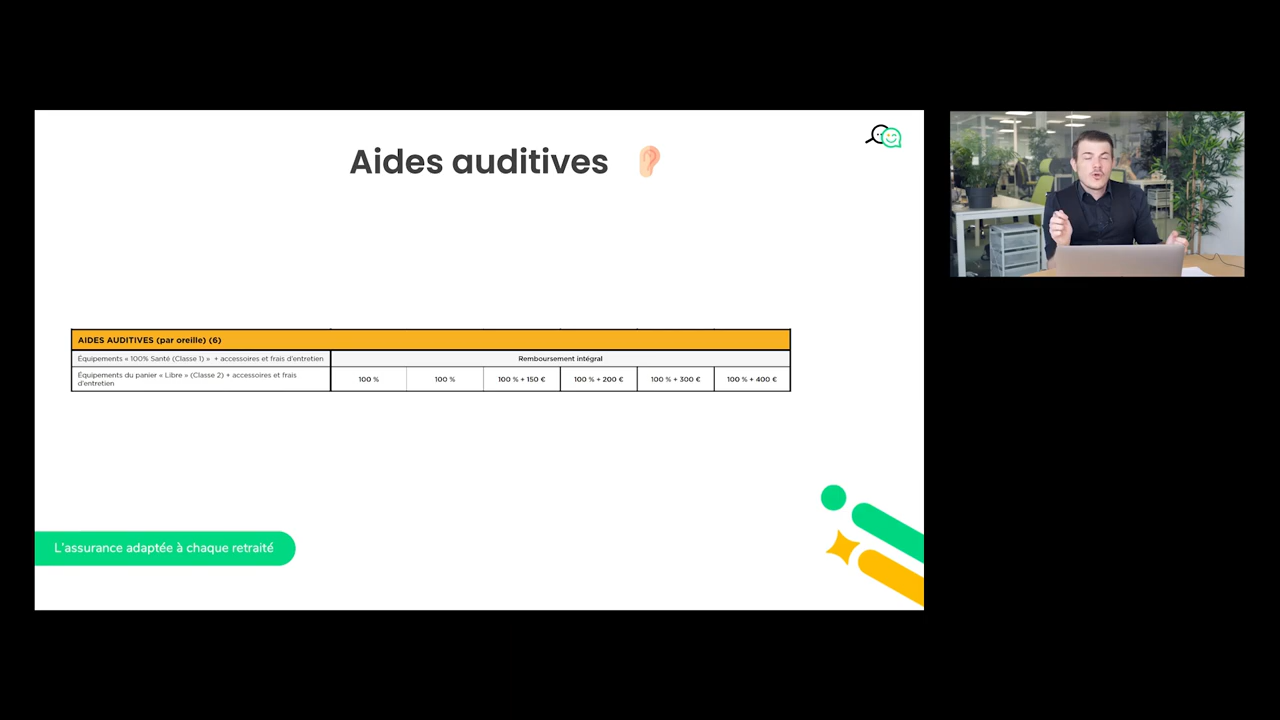 Aides auditives
AIDES AUDITIVES (par oreille) (6)
Équipements « 100% Santé (Classe 1) » + accessoires et frais d'entretien
Remboursement intégral
Équipements du panier « Libre » (Classe 2) + accessoires et frais
d'entretien
100 %
100 %
100 % + 150 €
100 % + 200 €
100 % + 300 €
100 % + 400 €
L'assurance adaptée à chaque retraité